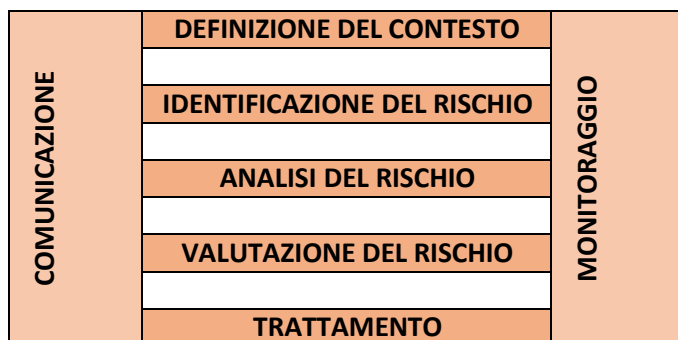 COMUNICAZIONE
DEFINIZIONE DEL CONTESTO
IDENTIFICAZIONE DEL RISCHIO
ANALISI DEL RISCHIO
VALUTAZIONE DEL RISCHIO
TRATTAMENTO
MONITORAGGIO